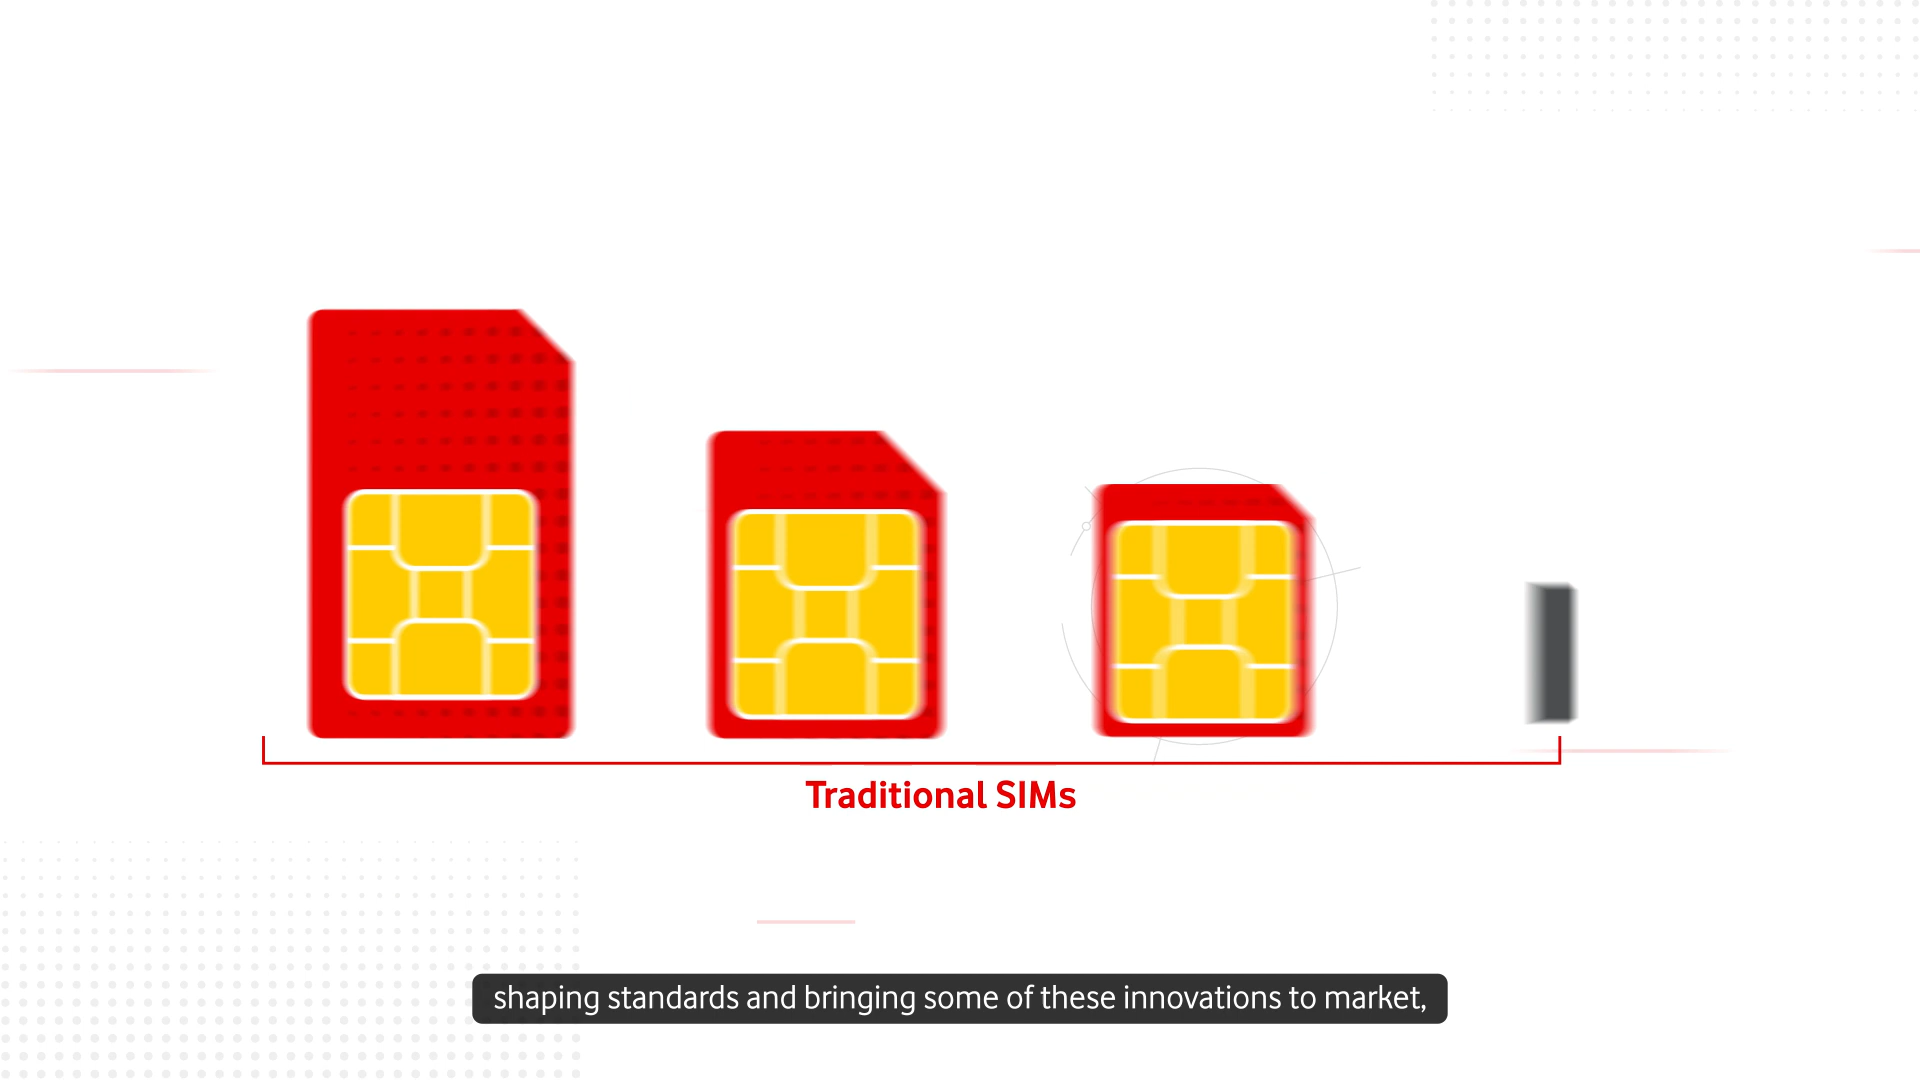 Traditional SIMs
shaping standards and bringing some of these innovations to market,